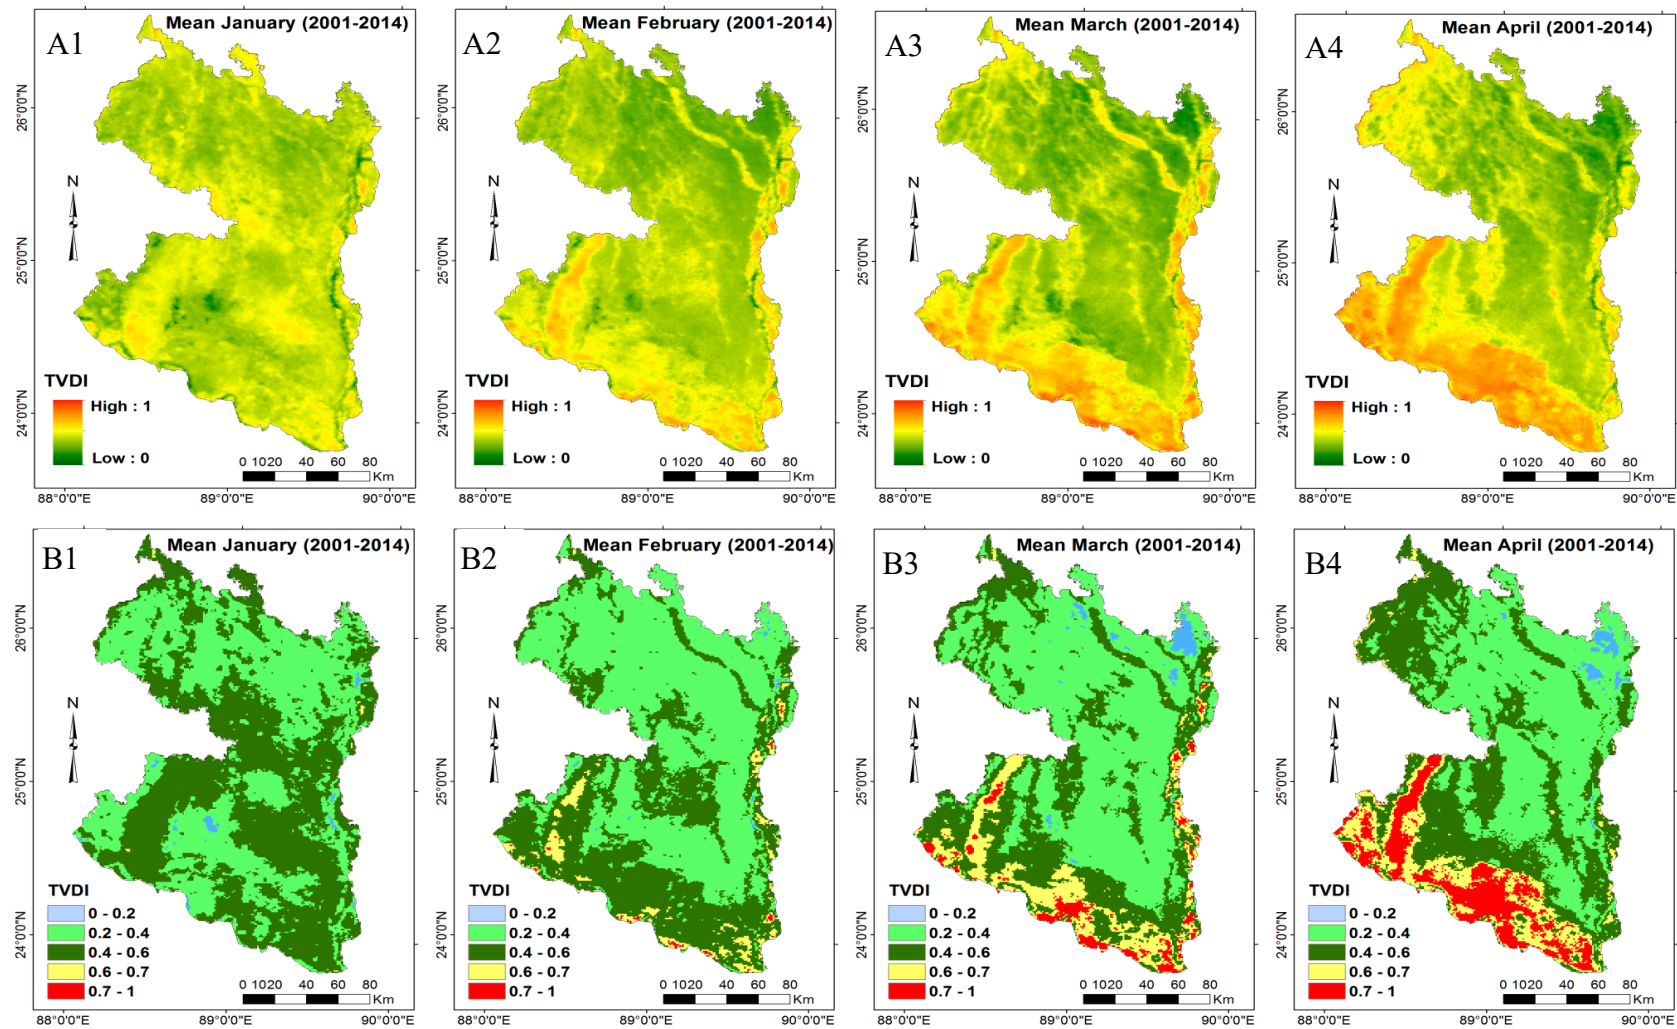 A1
Mean January (2001-2014)
26°0'0"N
25°0'0"N
24°0'0"N
N
TVDI
High : 1
Low : 0
0 1020 40 60 80
Km
88°0'0"E 89°0'0"E 90°0'0"E
A2
Mean February (2001-2014)
26°0'0"N
25°0'0"N
24°0'0"N
N
TVDI
High : 1
Low : 0
0 1020 40 60 80
Km
88°0'0"E 89°0'0"E 90°0'0"E
A3
Mean March (2001-2014)
26°0'0"N
25°0'0"N
24°0'0"N
N
TVDI
High : 1
Low : 0
0 1020 40 60 80
Km
88°0'0"E 89°0'0"E 90°0'0"E
A4
Mean April (2001-2014)
26°0'0"N
25°0'0"N
24°0'0"N
N
TVDI
High : 1
Low : 0
0 1020 40 60 80
Km
88°0'0"E 89°0'0"E 90°0'0"E
B1
Mean January (2001-2014)
26°0'0"N
25°0'0"N
24°0'0"N
N
TVDI
0 - 0.2
0.2 - 0.4
0.4 - 0.6
0.6 - 0.7
0.7 - 1
0 1020 40 60 80
Km
88°0'0"E 89°0'0"E 90°0'0"E
B2
Mean February (2001-2014)
26°0'0"N
25°0'0"N
24°0'0"N
N
TVDI
0 - 0.2
0.2 - 0.4
0.4 - 0.6
0.6 - 0.7
0.7 - 1
0 1020 40 60 80
Km
88°0'0"E 89°0'0"E 90°0'0"E
B3
Mean March (2001-2014)
26°0'0"N
25°0'0"N
24°0'0"N
N
TVDI
0 - 0.2
0.2 - 0.4
0.4 - 0.6
0.6 - 0.7
0.7 - 1
0 1020 40 60 80
Km
88°0'0"E 89°0'0"E 90°0'0"E
B4
Mean April (2001-2014)
26°0'0"N
25°0'0"N
24°0'0"N
N
TVDI
0 - 0.2
0.2 - 0.4
0.4 - 0.6
0.6 - 0.7
0.7 - 1
0 1020 40 60 80
Km
88°0'0"E 89°0'0"E 90°0'0"E